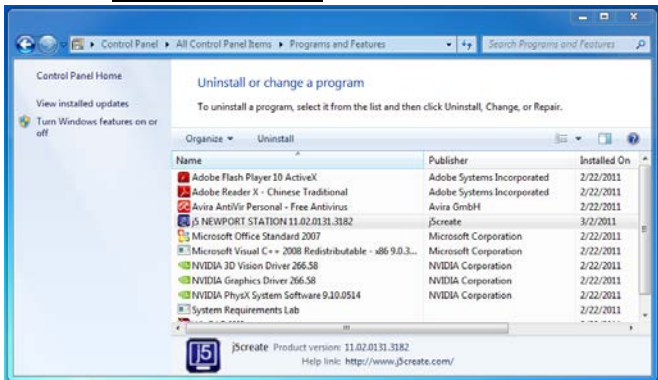 Control Panel ▸ All Control Panel Items ▸ Programs and Features
Search Programs and Features
Control Panel Home
View installed updates
Turn Windows features on or
off
Uninstall or change a program
To uninstall a program, select it from the list and then click Uninstall, Change, or Repair.
Organize Uninstall
Name Publisher Installed On
Adobe Flash Player 10 ActiveX Adobe Systems Incorporated 2/22/2011
Adobe Reader X - Chinese Traditional Adobe Systems Incorporated 2/22/2011
Avira AntiVir Personal - Free Antivirus Avira GmbH 2/22/2011
j5 NEWPORT STATION 11.02.0131.3182 j5create 3/2/2011
Microsoft Office Standard 2007 Microsoft Corporation 2/22/2011
Microsoft Visual C++ 2008 Redistributable - x86 9.0.3... Microsoft Corporation 2/22/2011
NVIDIA 3D Vision Driver 266.58 NVIDIA Corporation 2/22/2011
NVIDIA Graphics Driver 266.58 NVIDIA Corporation 2/22/2011
NVIDIA PhysX System Software 9.10.0514 NVIDIA Corporation 2/22/2011
System Requirements Lab 2/22/2011
j5create Product version: 11.02.0131.3182
Help link: http://www.j5create.com/
J5